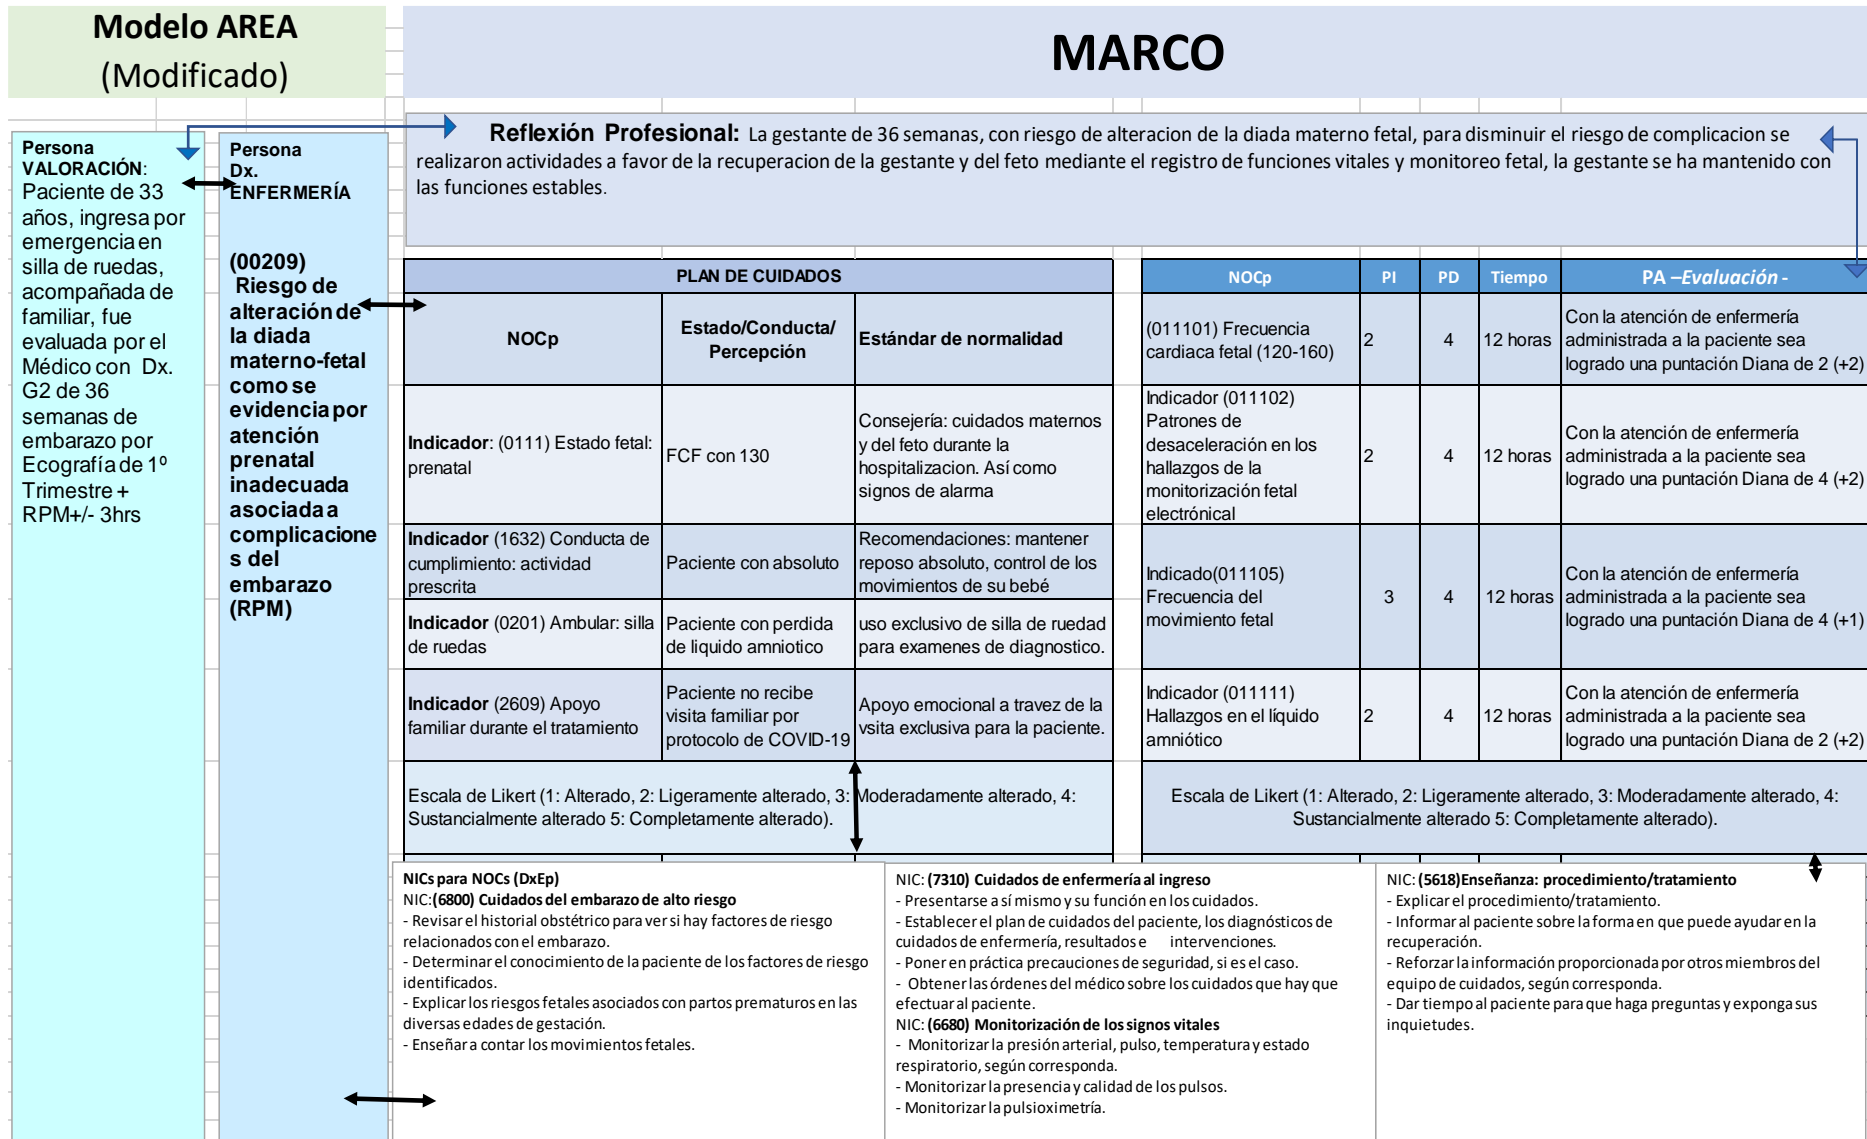 Modelo AREA
(Modificado)
MARCO
Persona
VALORACIÓN:
Paciente de 33
años, ingresa por
emergencia en
silla de ruedas,
acompañada de
familiar, fue
evaluada por el
Médico con Dx.
G2 de 36
semanas de
embarazo por
Ecografía de 1º
Trimestre +
RPM+/- 3hrs
Persona
Dx.
ENFERMERÍA
(00209)
Riesgo de
alteración de
la diada
materno-fetal
como se
evidencia por
atención
prenatal
inadecuada
asociada a
complicacione
s del
embarazo
(RPM)
Reflexión Profesional: La gestante de 36 semanas, con riesgo de alteracion de la diada materno fetal, para disminuir el riesgo de complicacion se
realizaron actividades a favor de la recuperacion de la gestante y del feto mediante el registro de funciones vitales y monitoreo fetal, la gestante se ha mantenido con
las funciones estables.
PLAN DE CUIDADOS
NOCp
Estado/Conducta/
Percepción
Estándar de normalidad
Indicador: (0111) Estado fetal:
prenatal
FCF con 130
Consejería: cuidados maternos
y del feto durante la
hospitalizacion. Así como
signos de alarma
Indicador (1632) Conducta de
cumplimiento: actividad
prescrita
Paciente con absoluto
Recomendaciones: mantener
reposo absoluto, control de los
movimientos de su bebé
Indicador (0201) Ambular: silla
de ruedas
Paciente con perdida
de liquido amniotico
uso exclusivo de silla de ruedad
para examenes de diagnostico.
Indicador (2609) Apoyo
familiar durante el tratamiento
Paciente no recibe
visita familiar por
protocolo de COVID-19
Apoyo emocional a travez de la
vsita exclusiva para la paciente.
Escala de Likert (1: Alterado, 2: Ligeramente alterado, 3: Moderadamente alterado, 4:
Sustancialmente alterado 5: Completamente alterado).
NOCp PI PD Tiempo PA –Evaluación -
(011101) Frecuencia
cardiaca fetal (120-160)
2 4 12 horas
Con la atención de enfermería
administrada a la paciente sea
logrado una puntación Diana de 2 (+2)
Indicador (011102)
Patrones de
desaceleración en los
hallazgos de la
monitorización fetal
electrónical
2 4 12 horas
Con la atención de enfermería
administrada a la paciente sea
logrado una puntación Diana de 4 (+2)
Indicado(011105)
Frecuencia del
movimiento fetal
3 4 12 horas
Con la atención de enfermería
administrada a la paciente sea
logrado una puntación Diana de 4 (+1)
Indicador (011111)
Hallazgos en el líquido
amniótico
2 4 12 horas
Con la atención de enfermería
administrada a la paciente sea
logrado una puntación Diana de 2 (+2)
Escala de Likert (1: Alterado, 2: Ligeramente alterado, 3: Moderadamente alterado, 4:
Sustancialmente alterado 5: Completamente alterado).
NICs para NOCs (DxEp)
NIC:(6800) Cuidados del embarazo de alto riesgo
- Revisar el historial obstétrico para ver si hay factores de riesgo
relacionados con el embarazo.
- Determinar el conocimiento de la paciente de los factores de riesgo
identificados.
- Explicar los riesgos fetales asociados con partos prematuros en las
diversas edades de gestación.
- Enseñar a contar los movimientos fetales.
NIC: (7310) Cuidados de enfermería al ingreso
- Presentarse a sí mismo y su función en los cuidados.
- Establecer el plan de cuidados del paciente, los diagnósticos de
cuidados de enfermería, resultados e intervenciones.
- Poner en práctica precauciones de seguridad, si es el caso.
- Obtener las órdenes del médico sobre los cuidados que hay que
efectuar al paciente.
NIC: (6680) Monitorización de los signos vitales
- Monitorizar la presión arterial, pulso, temperatura y estado
respiratorio, según corresponda.
- Monitorizar la presencia y calidad de los pulsos.
- Monitorizar la pulsioximetría.
NIC: (5618)Enseñanza: procedimiento/tratamiento
- Explicar el procedimiento/tratamiento.
- Informar al paciente sobre la forma en que puede ayudar en la
recuperación.
- Reforzar la información proporcionada por otros miembros del
equipo de cuidados, según corresponda.
- Dar tiempo al paciente para que haga preguntas y exponga sus
inquietudes.